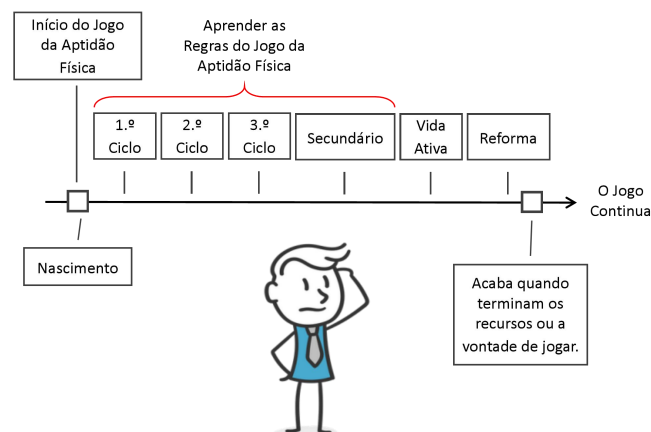 Início do Jogo
da Aptidão
Física
Aprender as
Regras do Jogo da
Aptidão Física
1.º
Ciclo
2.º
Ciclo
3.º
Ciclo
Secundário
Vida
Ativa
Reforma
O Jogo
Continua
Nascimento
Acaba quando
terminam os
recursos ou a
vontade de jogar.